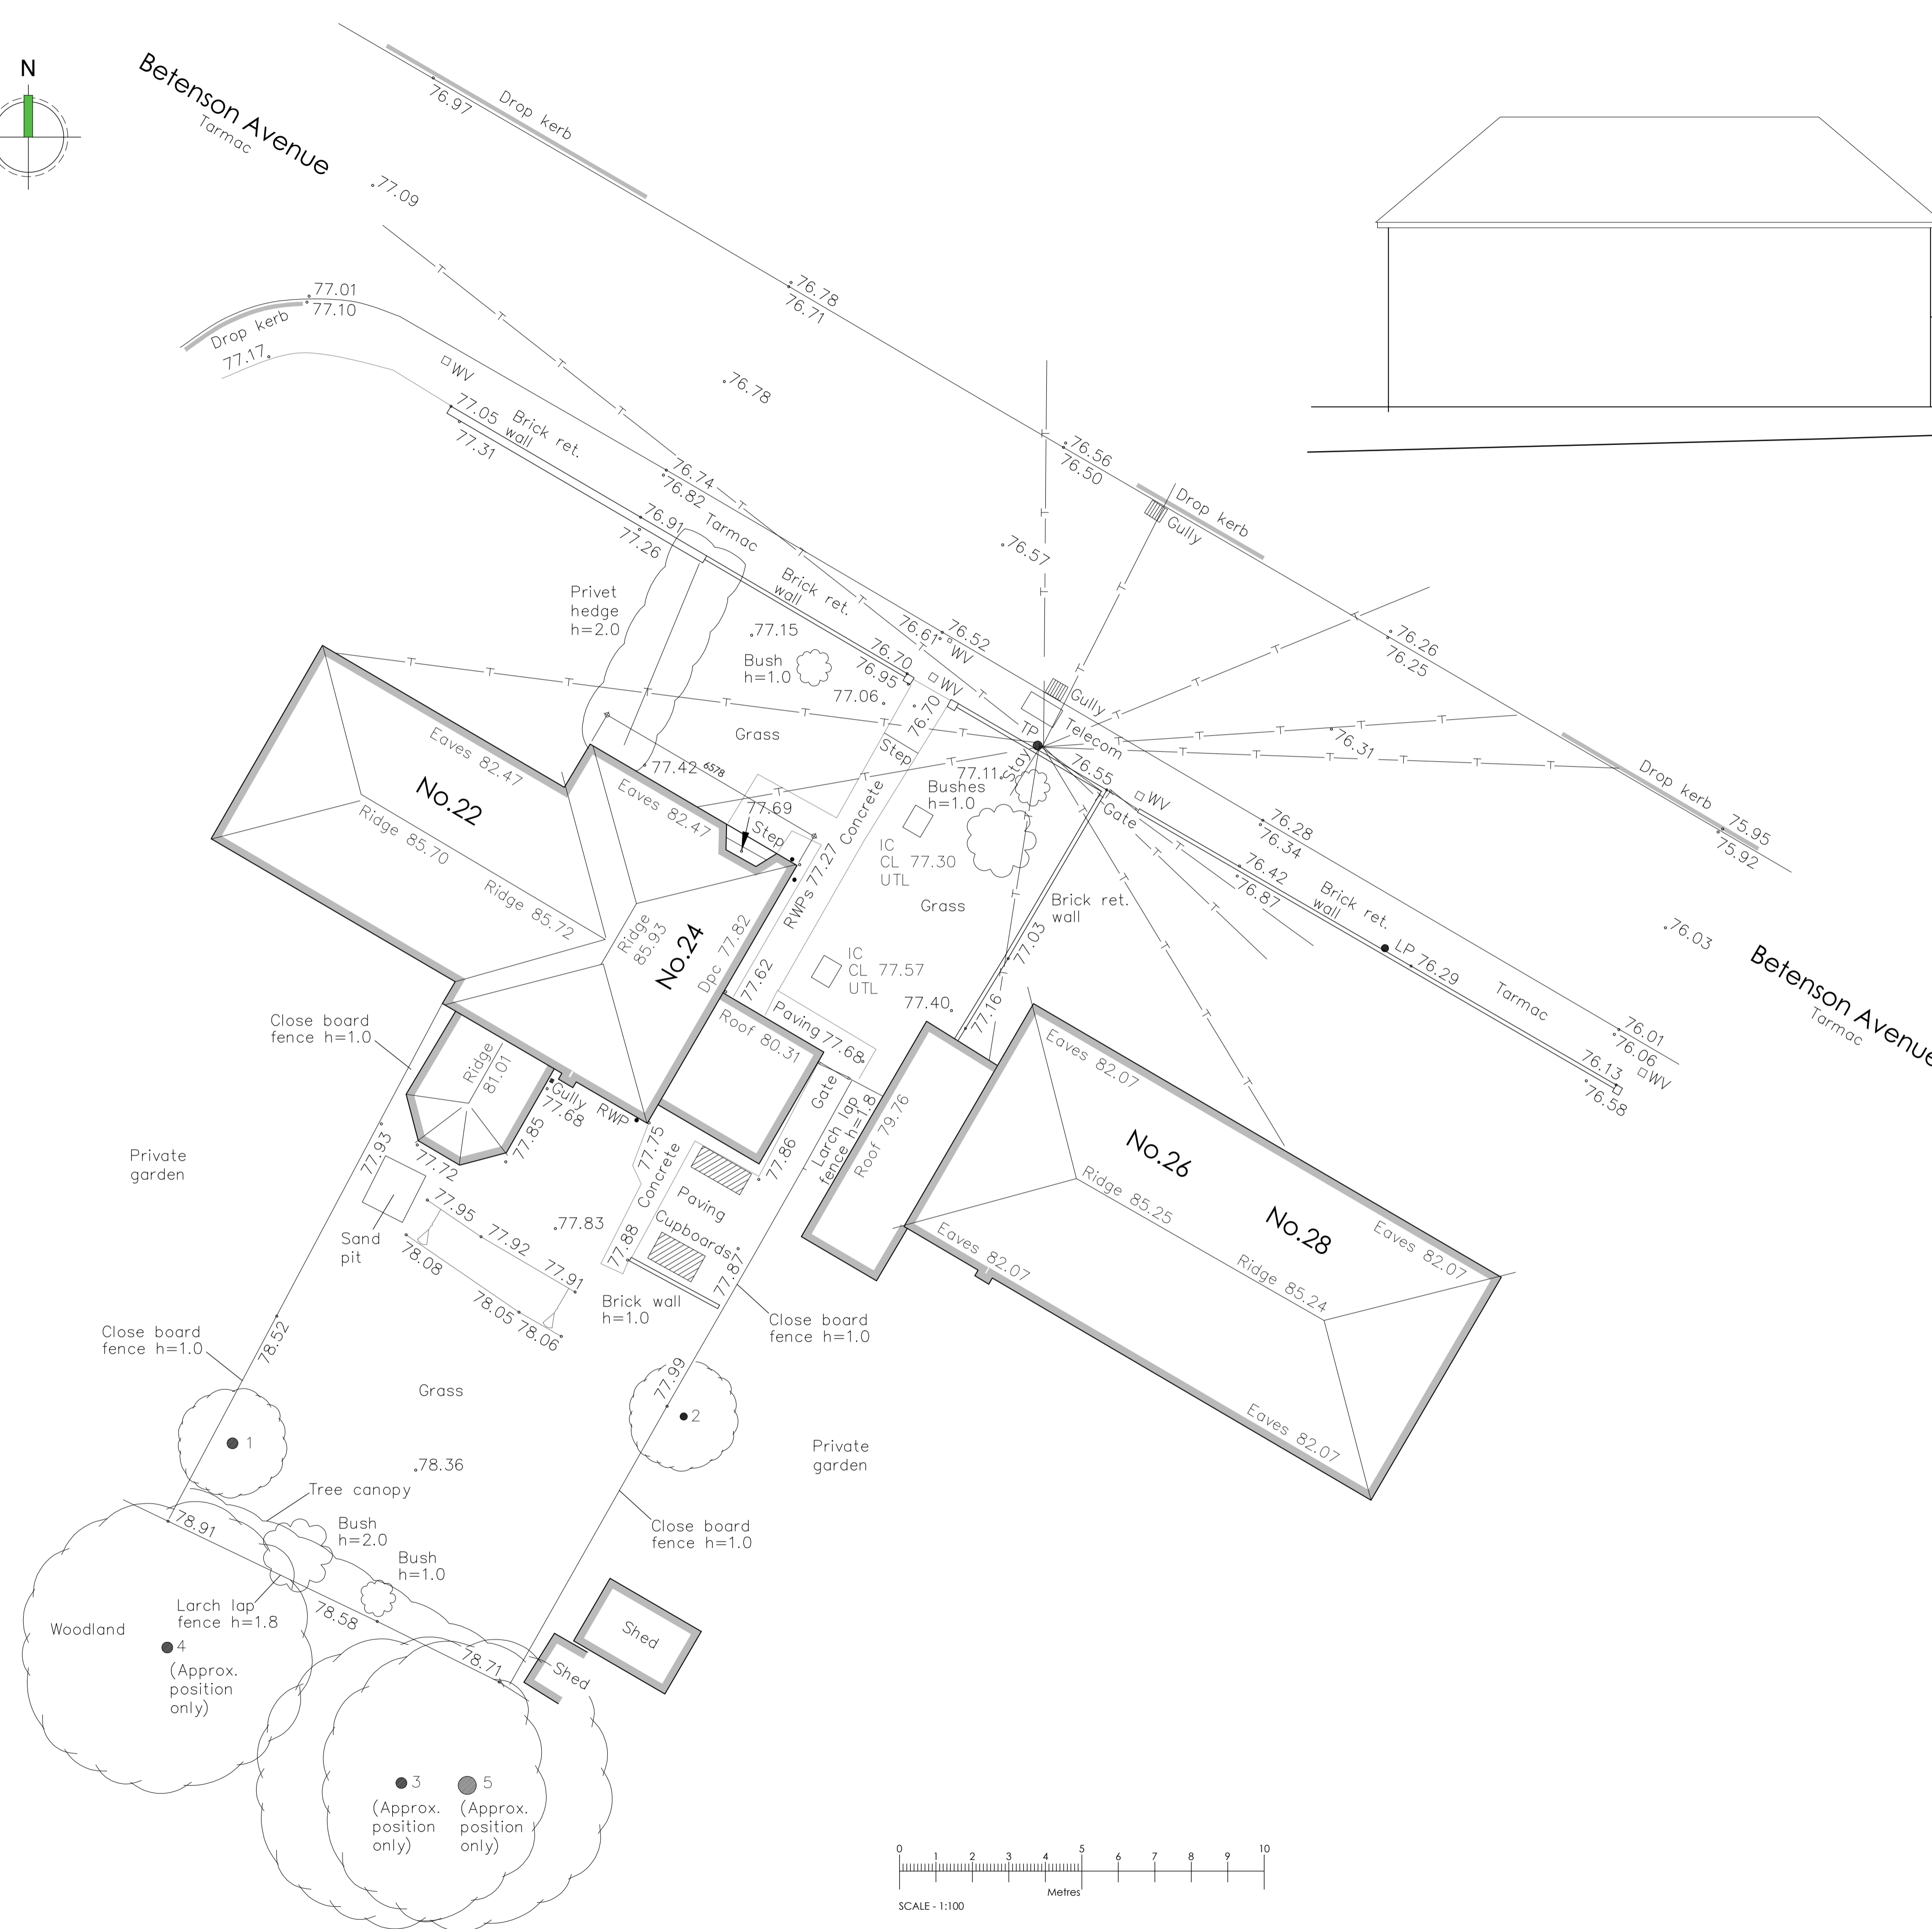 N
Betenson Avenue
Tarmac
76.97
Drop kerb
77.09
77.01
77.10
Drop kerb
77.17
WV
76.78
76.71
76.78
77.05
Brick ret.
wall
77.31
76.74
76.82
Tarmac
76.91
77.26
76.56
76.50
Drop kerb
Gully
76.57
Privet
hedge
h=2.0
Brick ret.
wall
77.15
Bush
h=1.0
76.61
76.52
WV
76.70
76.95
WV
77.06
76.70
Step
Grass
Gully
Telecom
TP
Stay
76.26
76.25
76.31
Drop kerb
75.95
75.92
Eaves 82.47
No.22
Ridge 85.70
Ridge 85.72
77.42
6578
Eaves 82.47
77.69
Step
Concrete
77.11
Bushes
h=1.0
76.55
Gate
WV
76.28
76.34
76.42
76.87
Brick ret.
wall
LP
76.29
Tarmac
76.03
Betenson Avenue
Tarmac
76.01
76.06
WV
76.13
76.58
IC
CL 77.30
UTL
RWPs
77.27
Grass
Brick ret.
wall
77.03
Ridge
85.93
No.24
Dpc 77.82
77.62
IC
CL 77.57
UTL
77.40
77.16
Paving
77.68
Roof 80.31
Close board
fence h=1.0
Ridge
81.01
Gully
77.68
RWP
77.85
77.72
77.93
77.75
Concrete
Gate
Larch lap
fence h=1.8
77.86
Roof 79.76
Eaves 82.07
No.26
Ridge 85.25
No.28
Ridge 85.24
Eaves 82.07
Eaves 82.07
Eaves 82.07
Private
garden
Sand
pit
77.95
77.92
77.91
78.08
78.05
78.06
77.83
Paving
Cupboards
77.88
77.87
Brick wall
h=1.0
Close board
fence h=1.0
Close board
fence h=1.0
78.52
Grass
77.99
1
2
Private
garden
78.36
Tree canopy
78.91
Bush
h=2.0
Bush
h=1.0
Close board
fence h=1.0
Larch lap
fence h=1.8
78.58
Woodland
4
(Approx.
position
only)
78.71
Shed
Shed
3
(Approx.
position
only)
5
(Approx.
position
only)
0 1 2 3 4 5 6 7 8 9 10
Metres
SCALE - 1:100